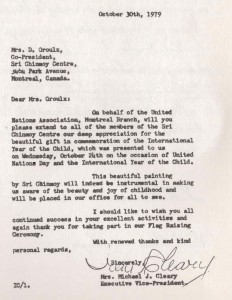 October 30th, 1979
Mrs. D. Groulx,
Co-President,
Sri Chinmoy Centre,
Park Avenue,
Montreal, Canada.
Dear Mrs. Groulx:
On behalf of the United
Nations Association, Montreal Branch, will you
please extend to all of the members of the Sri
Chinmoy Centre our deep appreciation for the
beautiful gift in commemoration of the International
Year of the Child, which was presented to us
on Wednesday, October 24th on the occasion of United
Nations Day and the International Year of the Child.
This beautiful painting
by Sri Chinmoy will indeed be instrumental in making
us aware of the beauty and joy of childhood and
will be placed in our office for all to see.
I should like to wish you all
continued success in your excellent activities and
again thank you for taking part in our Flag Raising
Ceremony.
With renewed thanks and kind
personal regards,
Sincerely,
Cleary
Mrs. Michael J. Cleary
Executive Vice-President.